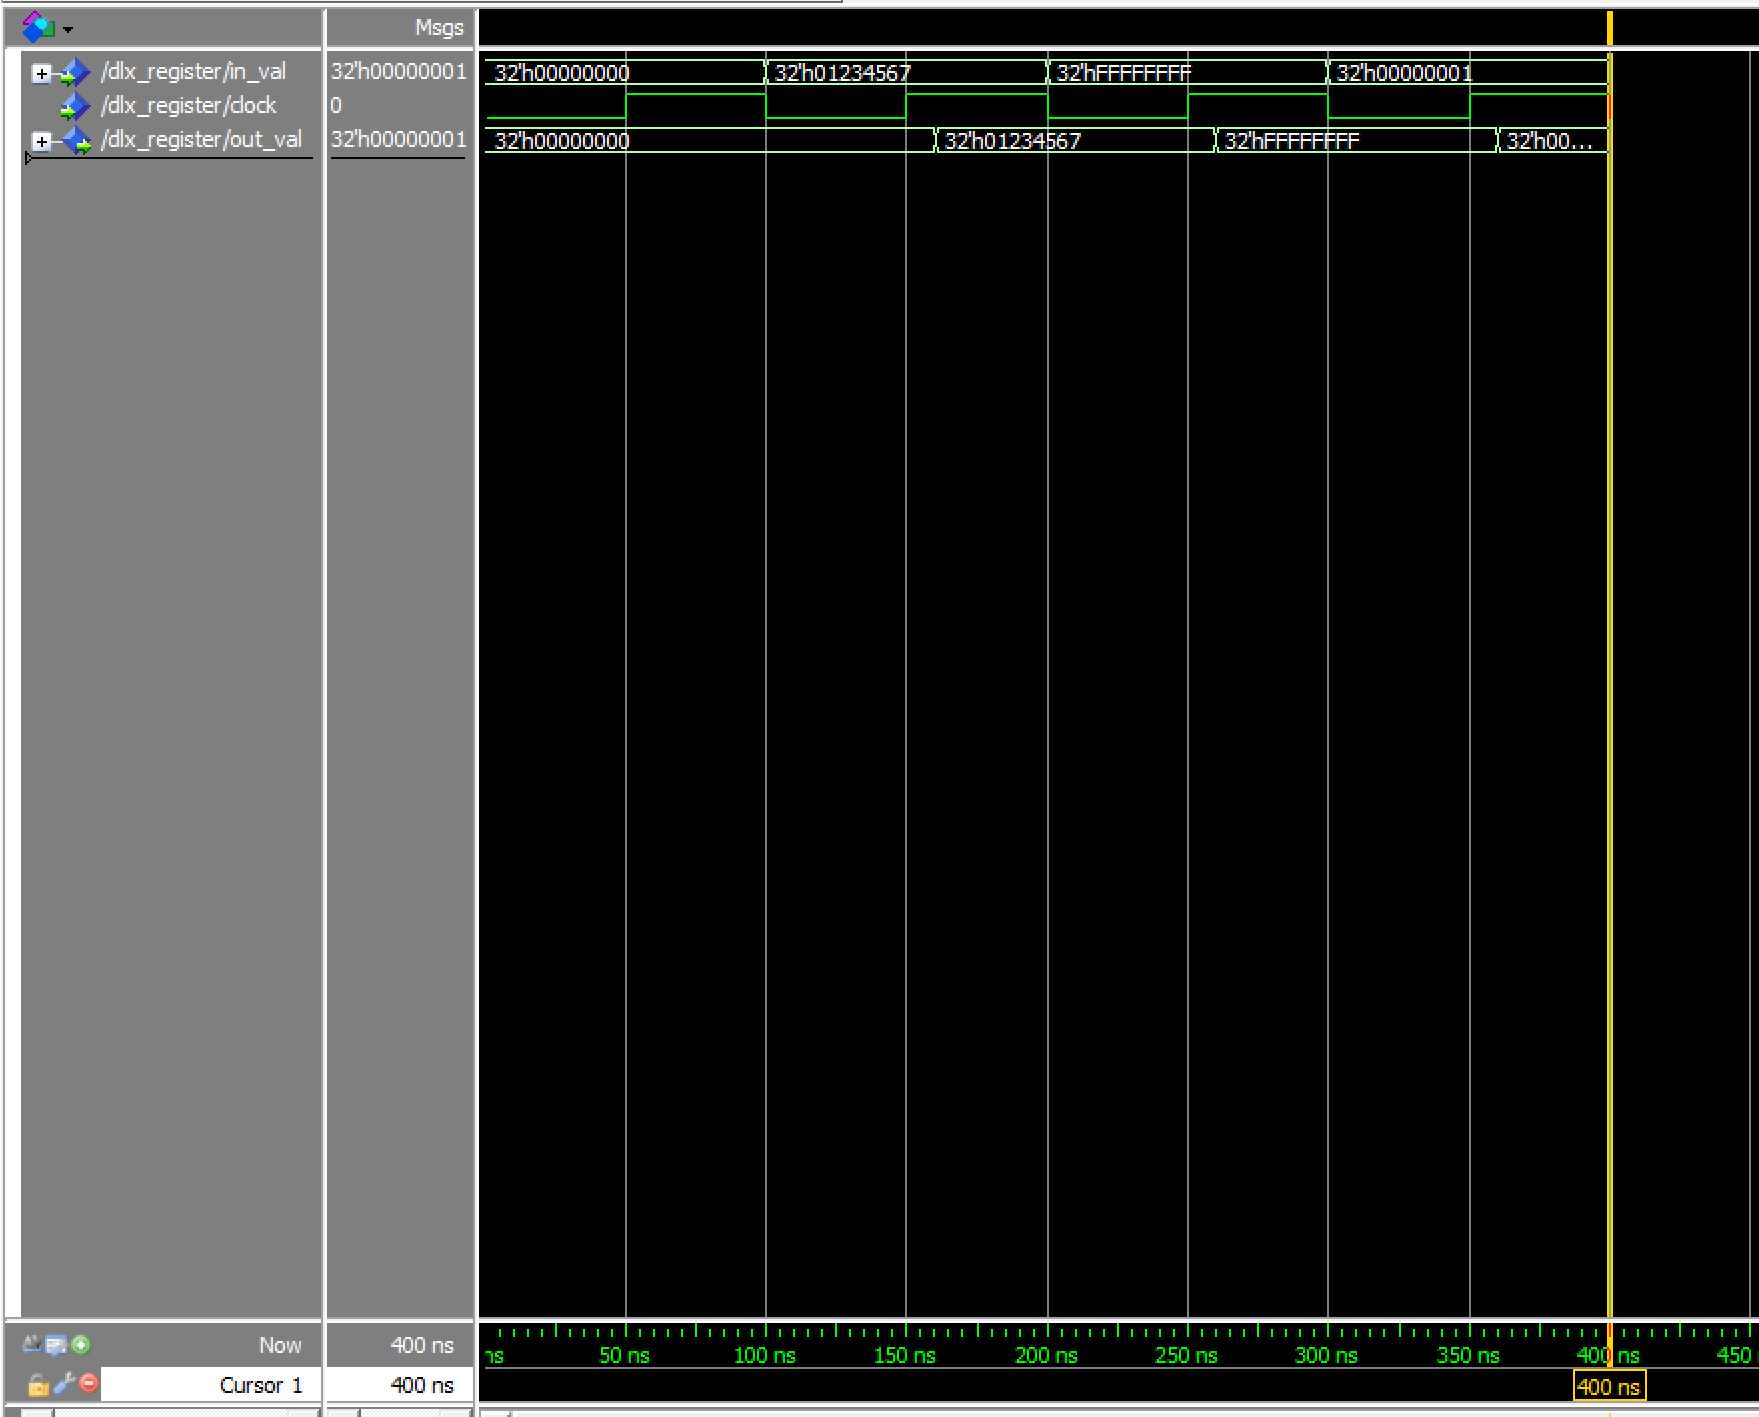 Msgs
/dlx_register/in_val 32'h00000001 32'h00000000 32'h01234567 32'hFFFFFFFF 32'h00000001
/dlx_register/clock 0
/dlx_register/out_val 32'h00000001 32'h00000000 32'h01234567 32'hFFFFFFFF 32'h00...
Now 400 ns ns 50 ns 100 ns 150 ns 200 ns 250 ns 300 ns 350 ns 400 ns 450
Cursor 1 400 ns 400 ns